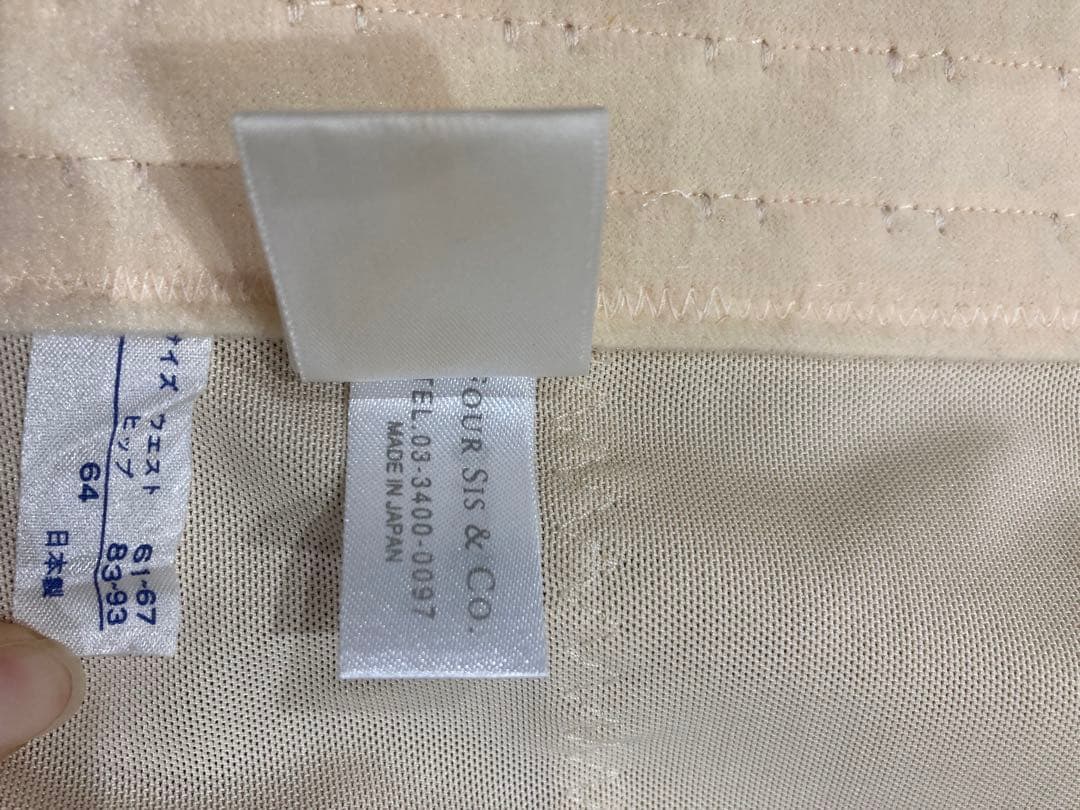 サイズ
ウエスト 61~67
ヒップ 83~93
64
日本製
FOUR SIS & CO.
TEL.03-3400-0097
MADE IN JAPAN